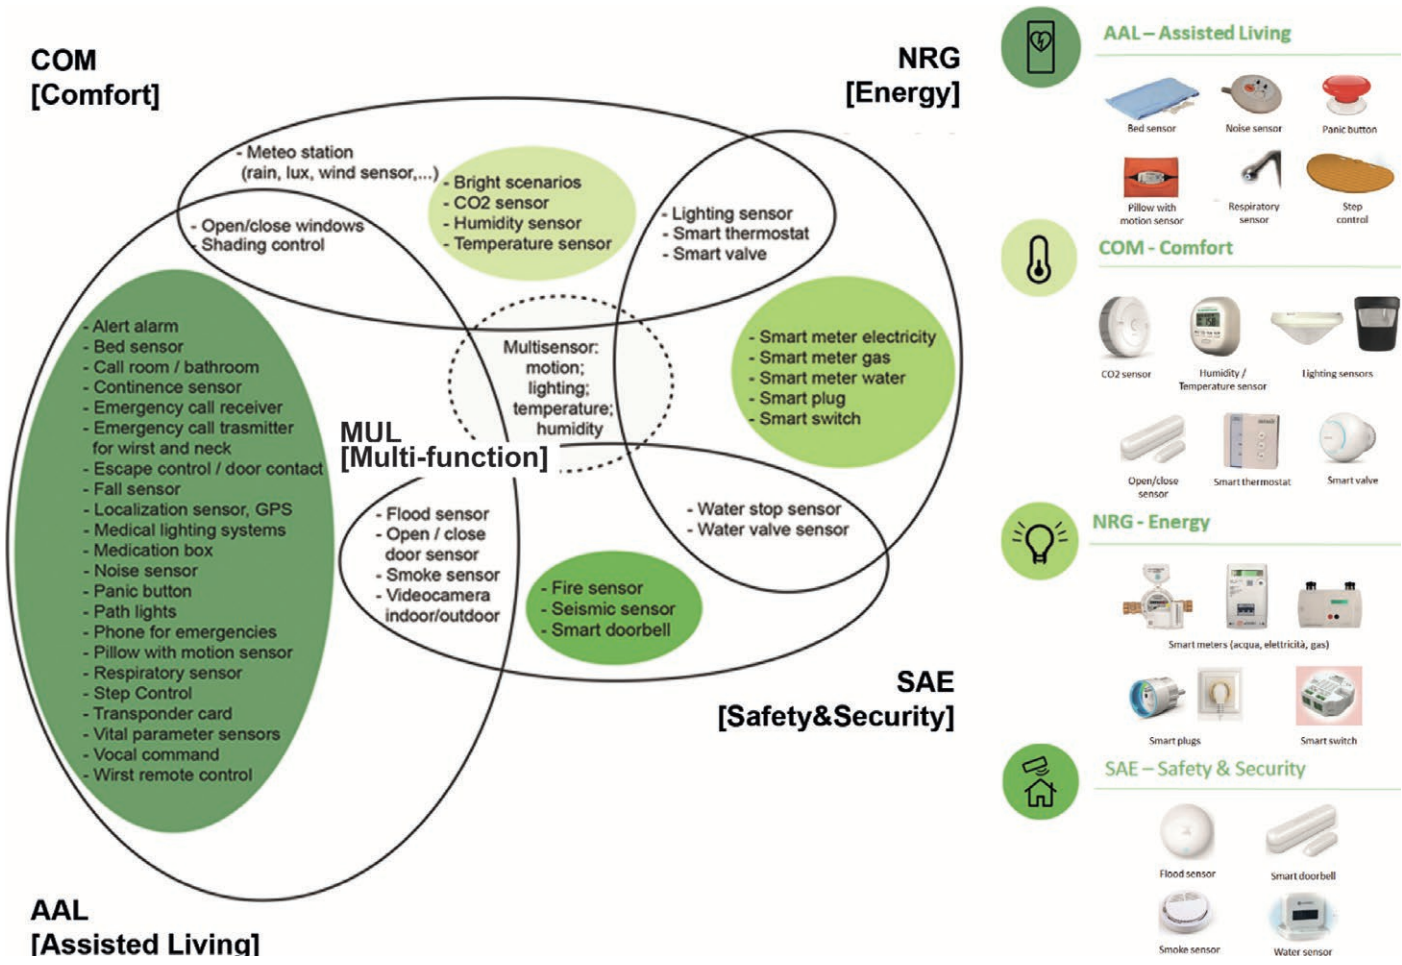 COM
[Comfort]
NRG
[Energy]
- Meteo station
(rain, lux, wind sensor,...)
- Bright scenarios
- CO2 sensor
- Humidity sensor
- Temperature sensor
- Open/close windows
- Shading control
- Lighting sensor
- Smart thermostat
- Smart valve
- Alert alarm
- Bed sensor
- Call room / bathroom
- Continence sensor
- Emergency call receiver
- Emergency call trasmitter
for wirst and neck
- Escape control / door contact
- Fall sensor
- Localization sensor, GPS
- Medical lighting systems
- Medication box
- Noise sensor
- Panic button
- Path lights
- Phone for emergencies
- Pillow with motion sensor
- Respiratory sensor
- Step Control
- Transponder card
- Vital parameter sensors
- Vocal command
- Wirst remote control
Multisensor:
motion;
lighting;
temperature;
humidity
MUL
[Multi-function]
- Smart meter electricity
- Smart meter gas
- Smart meter water
- Smart plug
- Smart switch
- Flood sensor
- Open / close
door sensor
- Smoke sensor
- Videocamera
indoor/outdoor
- Water stop sensor
- Water valve sensor
- Fire sensor
- Seismic sensor
- Smart doorbell
SAE
[Safety&Security]
AAL
[Assisted Living]
AAL – Assisted Living
Bed sensor
Noise sensor
Panic button
Pillow with
motion sensor
Respiratory
sensor
Step
control
COM - Comfort
CO2 sensor
Humidity /
Temperature sensor
Lighting sensors
Open/close
sensor
Smart thermostat
Smart valve
NRG - Energy
Smart meters (acqua, elettricità, gas)
Smart plugs
Smart switch
SAE – Safety & Security
Flood sensor
Smart doorbell
Smoke sensor
Water sensor